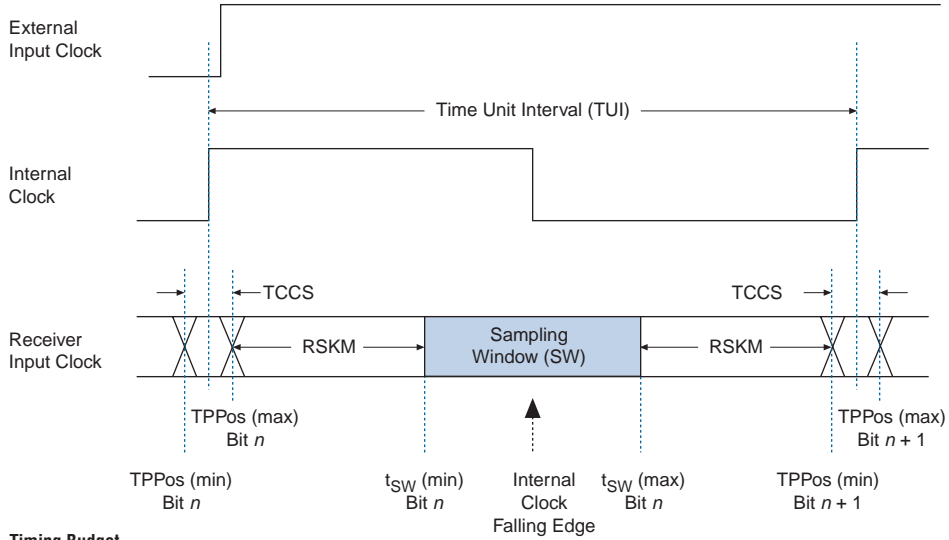 External
Input Clock
Time Unit Interval (TUI)
Internal
Clock
TCCS
TCCS
Receiver
Input Clock
RSKM
Sampling
Window (SW)
RSKM
TPPos (max)
Bit n
TPPos (max)
Bit n + 1
TPPos (min)
Bit n
tSW (min)
Bit n
Internal
Clock
Falling Edge
tSW (max)
Bit n
TPPos (min)
Bit n + 1
Timing Budget